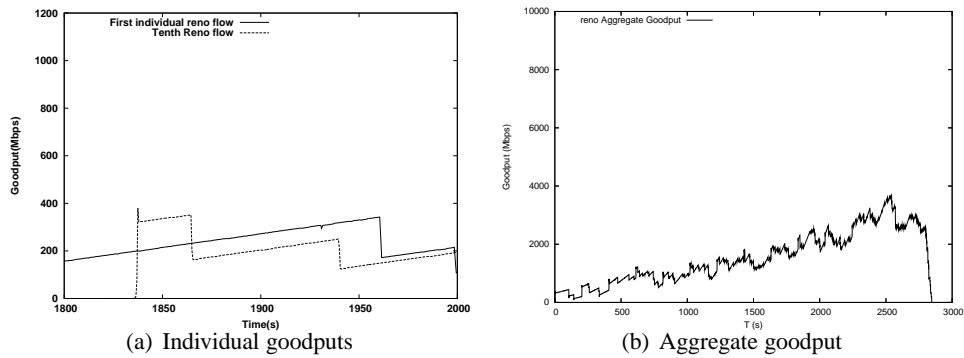 1200
1000
800
600
400
200
0
Goodput(Mbps)
First individual reno flow
Tenth Reno flow
1800
1850
1900
1950
2000
Time(s)
(a) Individual goodputs
10000
8000
6000
4000
2000
0
Goodput (Mbps)
reno Aggregate Goodput
0
500
1000
1500
2000
2500
3000
T (s)
(b) Aggregate goodput